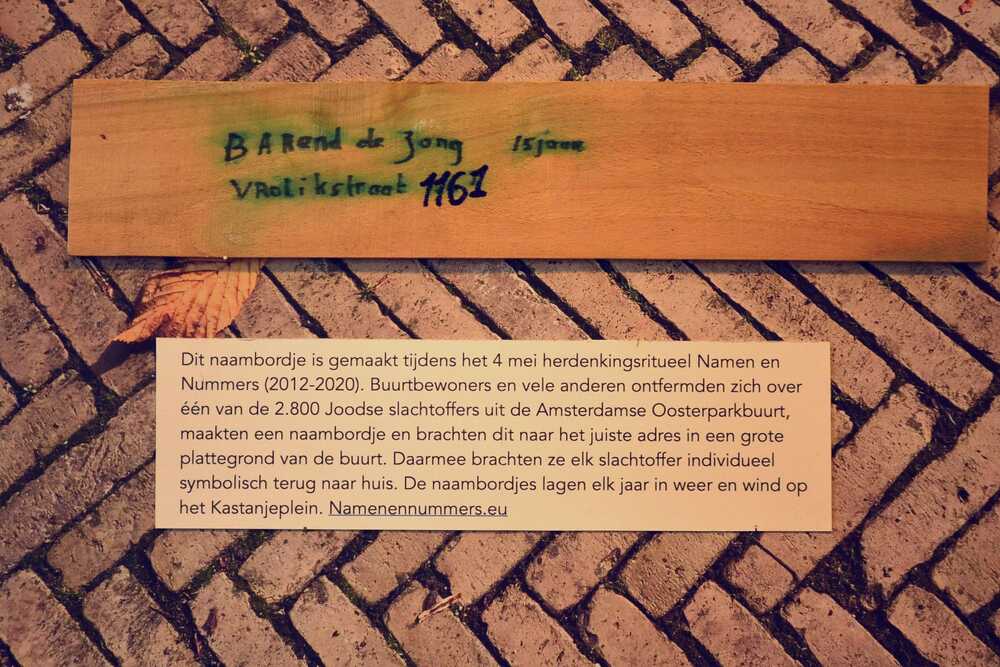 BARend de Jong 15 jaar
VRolikstraat 116 1
Dit naambordje is gemaakt tijdens het 4 mei herdenkingsritueel Namen en
Nummers (2012-2020). Buurtbewoners en vele anderen ontfermden zich over
één van de 2.800 Joodse slachtoffers uit de Amsterdamse Oosterparkbuurt,
maakten een naambordje en brachten dit naar het juiste adres in een grote
plattegrond van de buurt. Daarmee brachten ze elk slachtoffer individueel
symbolisch terug naar huis. De naambordjes lagen elk jaar in weer en wind op
het Kastanjeplein. Namenennummers.eu